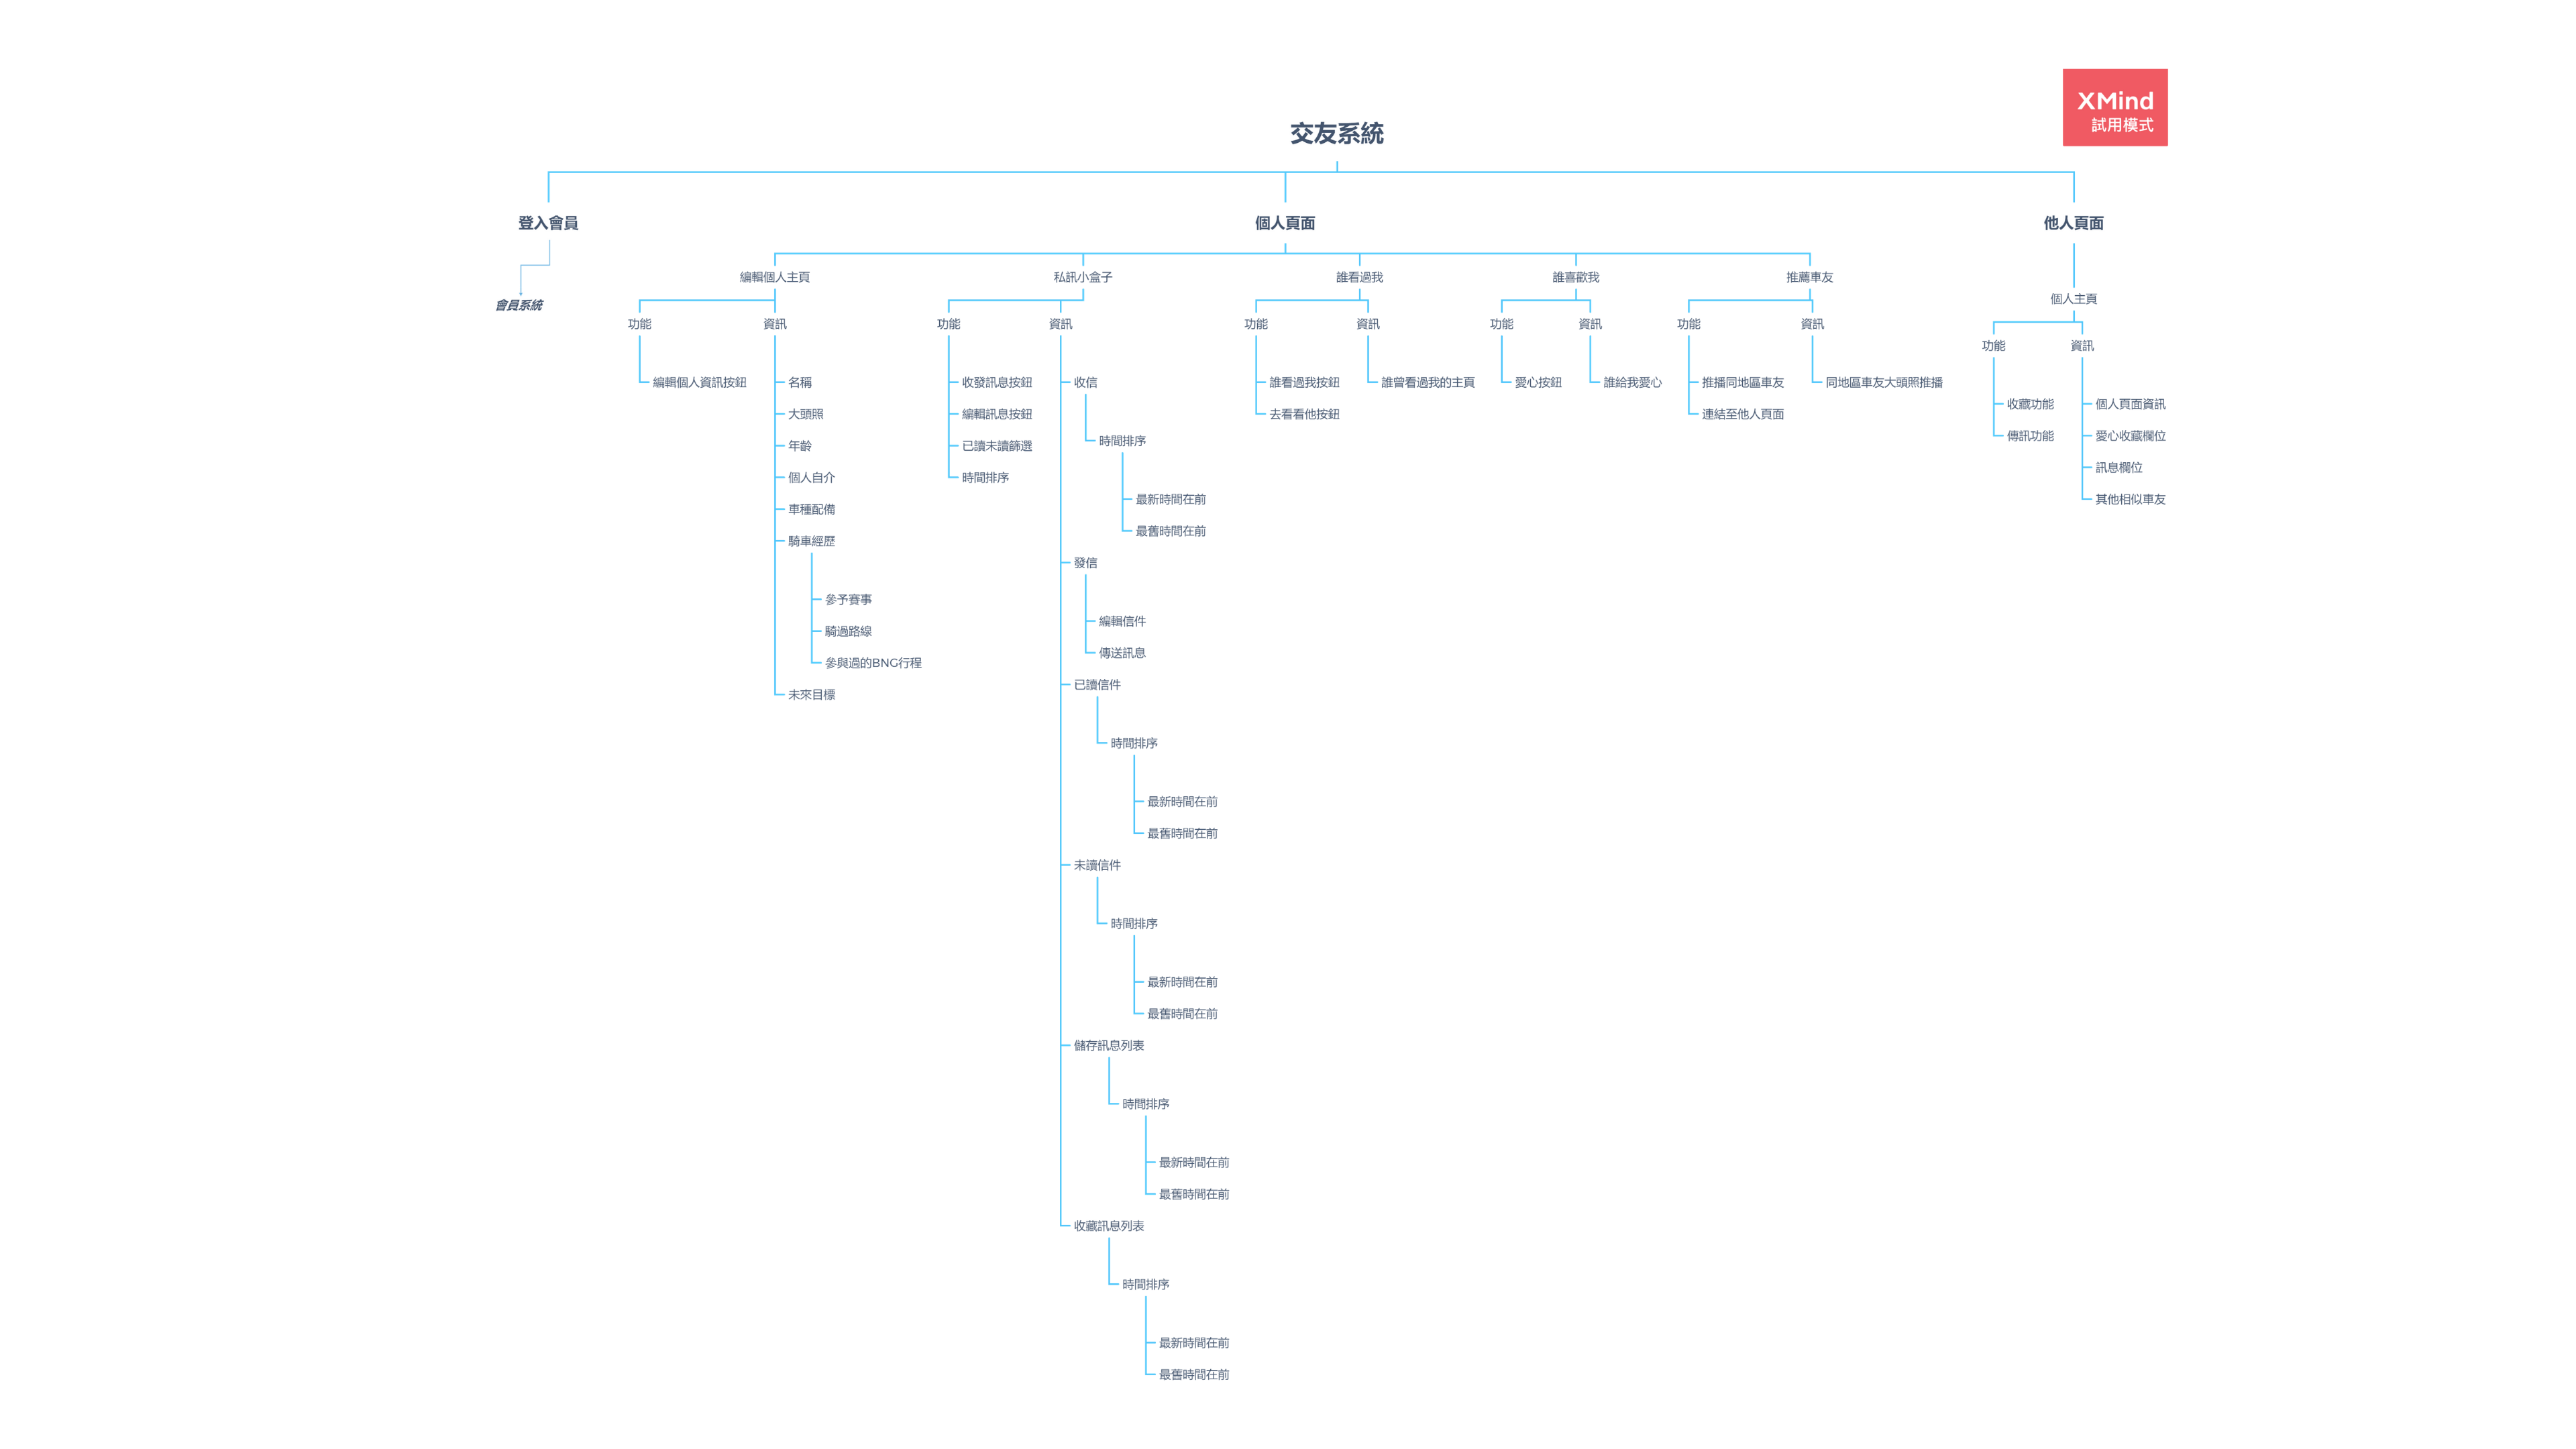 XMind
試用模式
交友系統
登入會員
會員系統
個人頁面
編輯個人主頁
功能
編輯個人資訊按鈕
資訊
名稱
大頭照
年齡
個人自介
車種配備
騎車經歷
參予賽事
騎過路線
參與過的BNG行程
未來目標
私訊小盒子
功能
收發訊息按鈕
編輯訊息按鈕
已讀未讀篩選
時間排序
資訊
收信
時間排序
最新時間在前
最舊時間在前
發信
編輯信件
傳送訊息
已讀信件
時間排序
最新時間在前
最舊時間在前
未讀信件
時間排序
最新時間在前
最舊時間在前
儲存訊息列表
時間排序
最新時間在前
最舊時間在前
收藏訊息列表
時間排序
最新時間在前
最舊時間在前
誰看過我
功能
誰看過我按鈕
去看看他按鈕
資訊
誰曾看過我的主頁
誰喜歡我
功能
愛心按鈕
資訊
誰給我愛心
推薦車友
功能
推播同地區車友
連結至他人頁面
資訊
同地區車友大頭照推播
他人頁面
個人主頁
功能
收藏功能
傳訊功能
資訊
個人頁面資訊
愛心收藏欄位
訊息欄位
其他相似車友